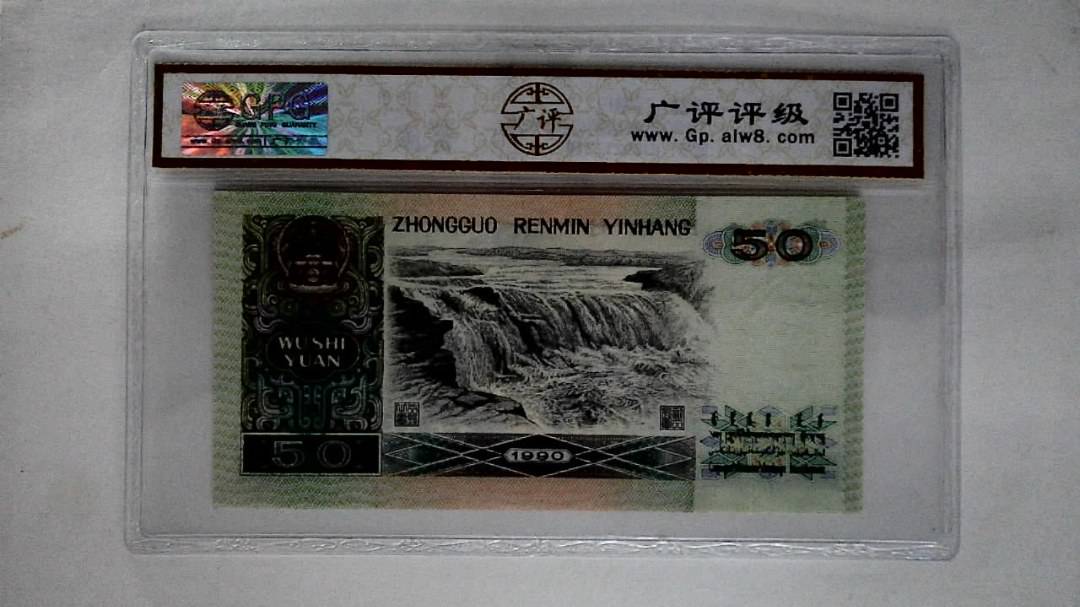 GPG
广评
广评评级
www.Gp.alw8.com
ZHONGGUO RENMIN YINHANG
50
WU SHI
YUAN
50
1990